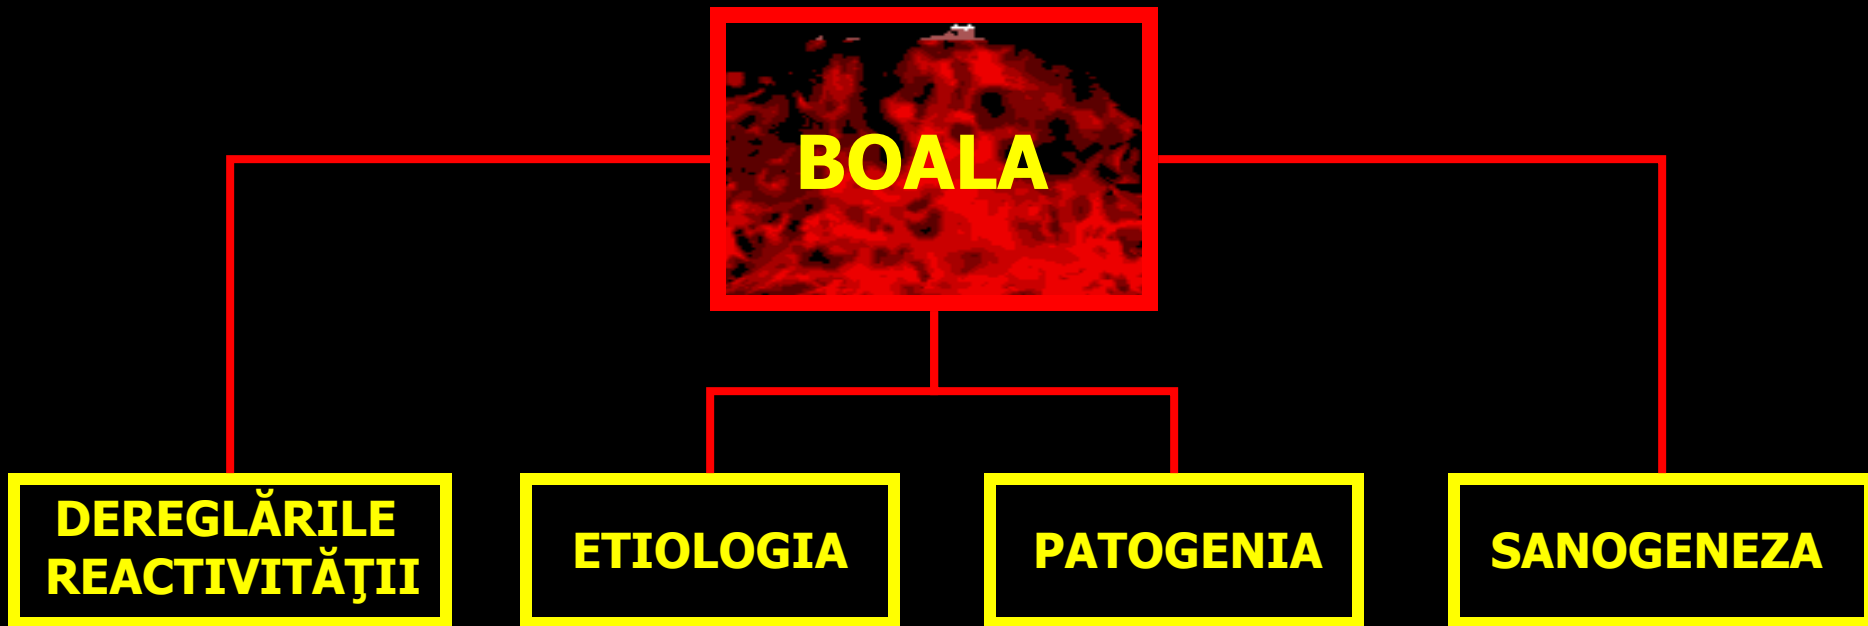 BOALA
DEREGLĂRILE
REACTIVITĂŢII
ETIOLOGIA
PATOGENIA
SANOGENEZA